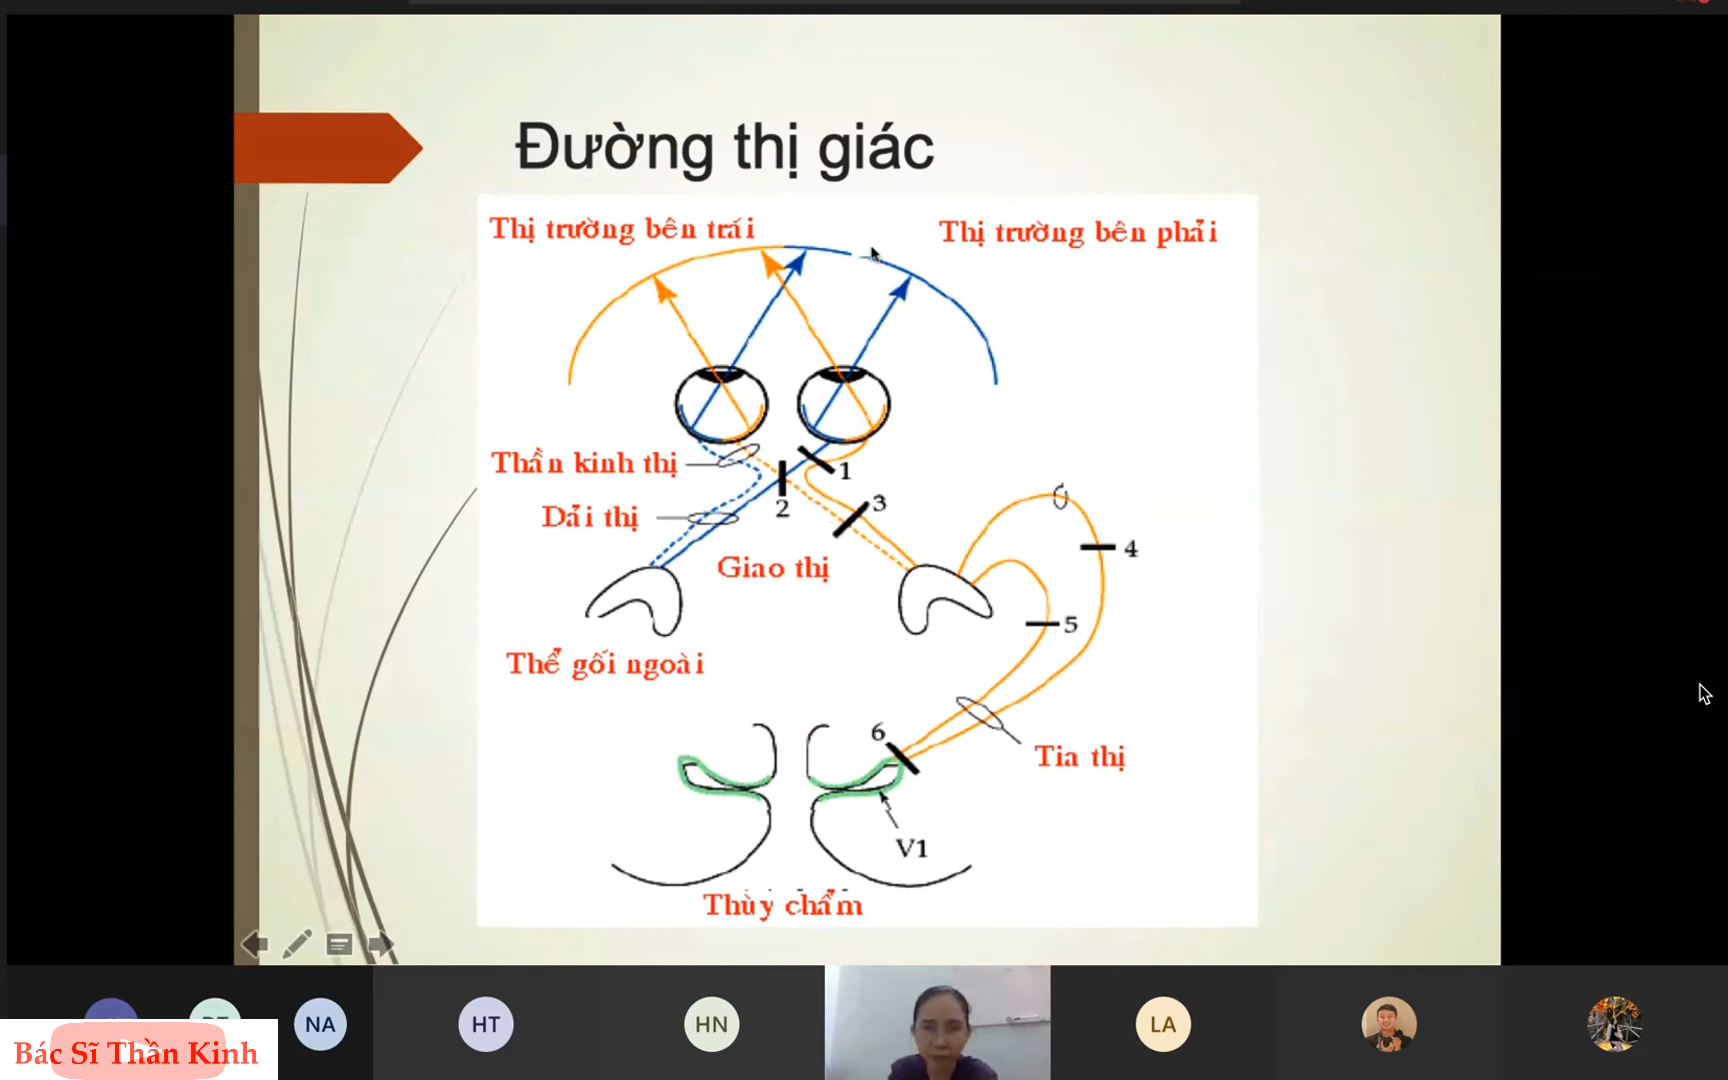 Đường thị giác
Thị trường bên trái
Thị trường bên phải
Thần kinh thị
1
2
3
Dải thị
Giao thị
4
5
Thể gối ngoài
6
Tia thị
V1
Thùy chẩm
NA
HT
HN
LA
Bác Sĩ Thần Kinh